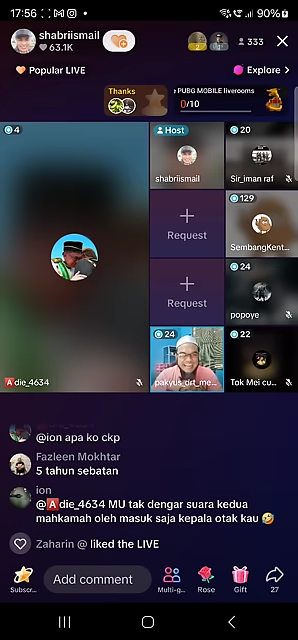 17:56
90%
shabriismail
63.1K
333
Popular LIVE
Explore >
Thanks
PUBG MOBILE liverooms
0/10
4
Host
20
shabriismail
Sir_iman raf
129
Request
SembangKent...
24
Request
popoye
24
22
🅰die_4634
pakyus_drt_me...
Tok Mei cu...
@ion apa ko ckp
Fazleen Mokhtar
5 tahun sebatan
ion
@🅰die_4634 MU tak dengar suara kedua
mahkamah oleh masuk saja kepala otak kau 🤣
Zaharin @ liked the LIVE
Subscr...
Add comment
Multi-g...
Rose
Gift
27